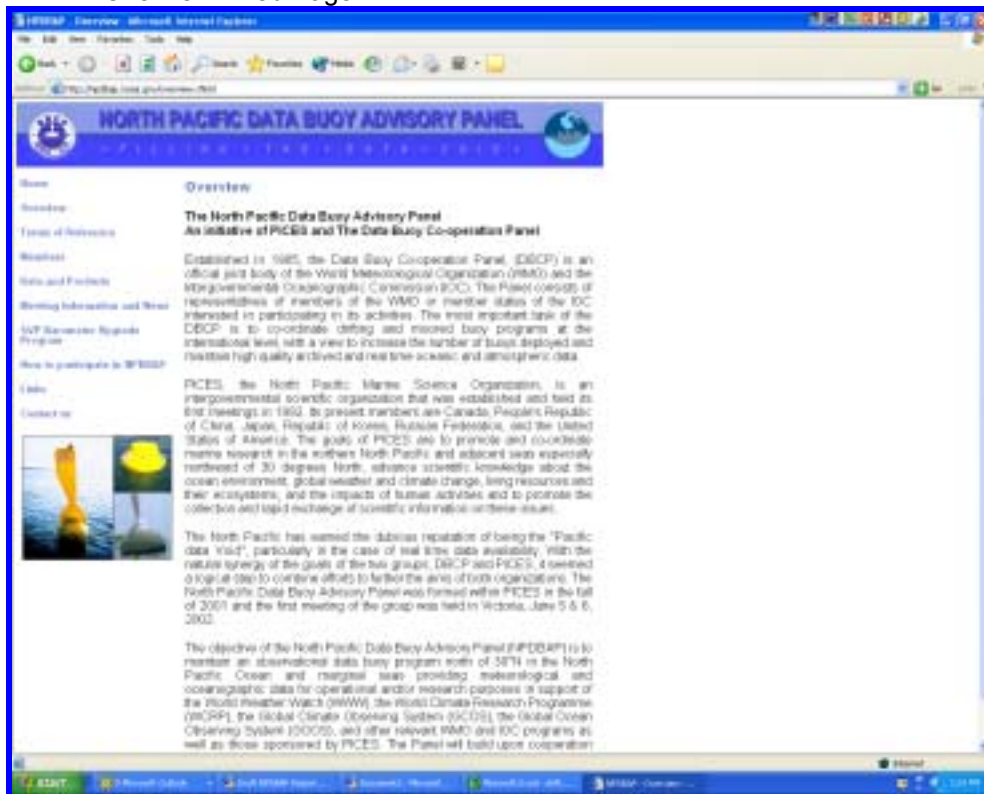 NPDBAP - Overview - Microsoft Internet Explorer
File Edit View Favorites Tools Help
Back Search Favorites Media
NORTH PACIFIC DATA BUOY ADVISORY PANEL
Home
Overview
Terms of Reference
Members
Data and Products
Meeting Information and News
SVP Barometer Upgrade
Program
How to participate in NPDBAP
Links
Contact us
Overview
The North Pacific Data Buoy Advisory Panel
An initiative of PICES and The Data Buoy Co-operation Panel
Established in 1985, the Data Buoy Co-operation Panel, (DBCP) is an
official joint body of the World Meteorological Organization (WMO) and the
Intergovernmental Oceanographic Commission (IOC). The Panel consists of
representatives of members of the WMO or member states of the IOC
interested in participating in its activities. The most important task of the
DBCP is to co-ordinate drifting and moored buoy programs at the
international level, with a view to increase the number of buoys deployed and
maintain high quality archived and real time oceanic and atmospheric data.
PICES, the North Pacific Marine Science Organization, is an
intergovernmental scientific organization that was established and held its
first meetings in 1992. Its present members are Canada, People's Republic
of China, Japan, Republic of Korea, Russian Federation, and the United
States of America. The goals of PICES are to promote and co-ordinate
marine research in the northern North Pacific and adjacent seas especially
northward of 30 degrees North, advance scientific knowledge about the
ocean environment, global weather and climate change, living resources and
their ecosystems, and the impacts of human activities and to promote the
collection and rapid exchange of scientific information on these issues.
The North Pacific has earned the dubious reputation of being the "Pacific
data Void", particularly in the case of real time data availability. With the
natural synergy of the goals of the two groups, DBCP and PICES, it seemed
a logical step to combine efforts to further the aims of both organizations. The
North Pacific Data Buoy Advisory Panel was formed within PICES in the fall
of 2001 and the first meeting of the group was held in Victoria, June 5 & 6,
2002.
The objective of the North Pacific Data Buoy Advisory Panel (NPDBAP) is to
maintain an observational data buoy program north of 30°N in the North
Pacific Ocean and marginal seas providing meteorological and
oceanographic data for operational and/or research purposes in support of
the World Weather Watch (WWW), the World Climate Research Programme
(WCRP), the Global Climate Observing System (GCOS), the Global Ocean
Observing System (GOOS), and other relevant WMO and IOC programs as
well as those sponsored by PICES. The Panel will build upon cooperation
Internet